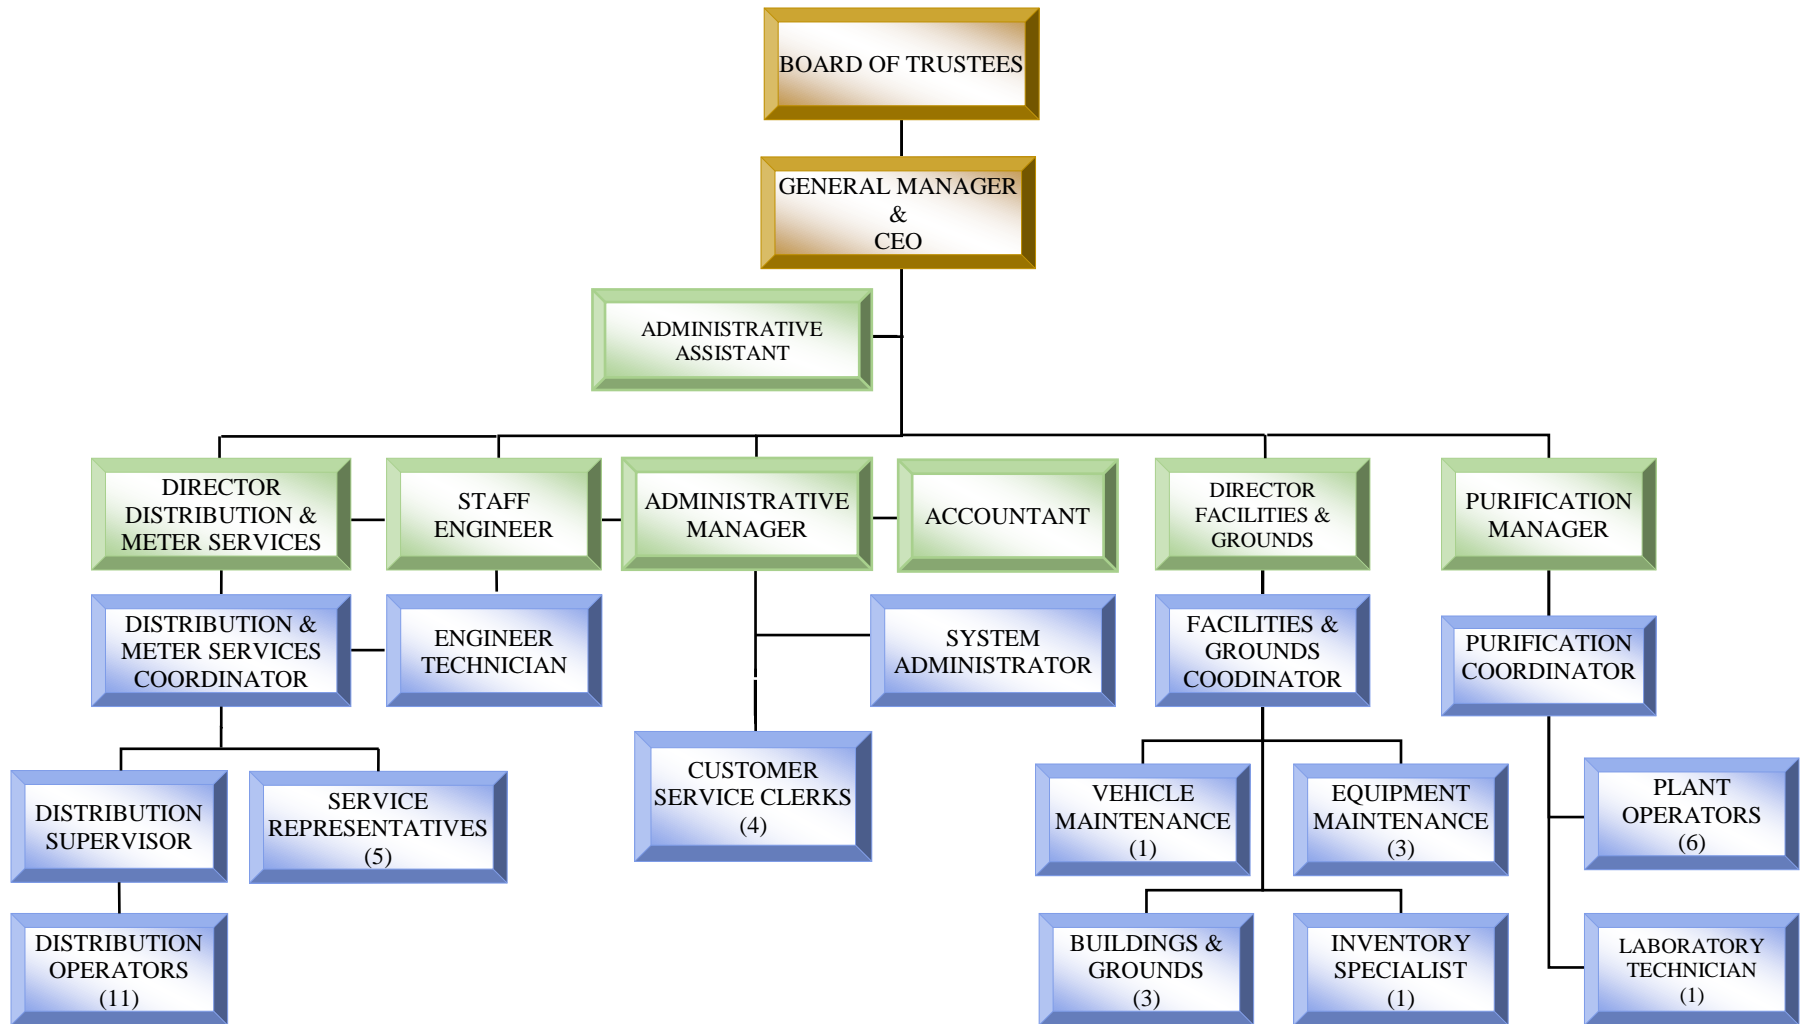 BOARD OF TRUSTEES
GENERAL MANAGER
&
CEO
ADMINISTRATIVE
ASSISTANT
DIRECTOR
DISTRIBUTION &
METER SERVICES
STAFF
ENGINEER
ADMINISTRATIVE
MANAGER
ACCOUNTANT
DIRECTOR
FACILITIES &
GROUNDS
PURIFICATION
MANAGER
DISTRIBUTION &
METER SERVICES
COORDINATOR
ENGINEER
TECHNICIAN
SYSTEM
ADMINISTRATOR
FACILITIES &
GROUNDS
COODINATOR
PURIFICATION
COORDINATOR
DISTRIBUTION
SUPERVISOR
SERVICE
REPRESENTATIVES
(5)
CUSTOMER
SERVICE CLERKS
(4)
VEHICLE
MAINTENANCE
(1)
EQUIPMENT
MAINTENANCE
(3)
PLANT
OPERATORS
(6)
DISTRIBUTION
OPERATORS
(11)
BUILDINGS &
GROUNDS
(3)
INVENTORY
SPECIALIST
(1)
LABORATORY
TECHNICIAN
(1)